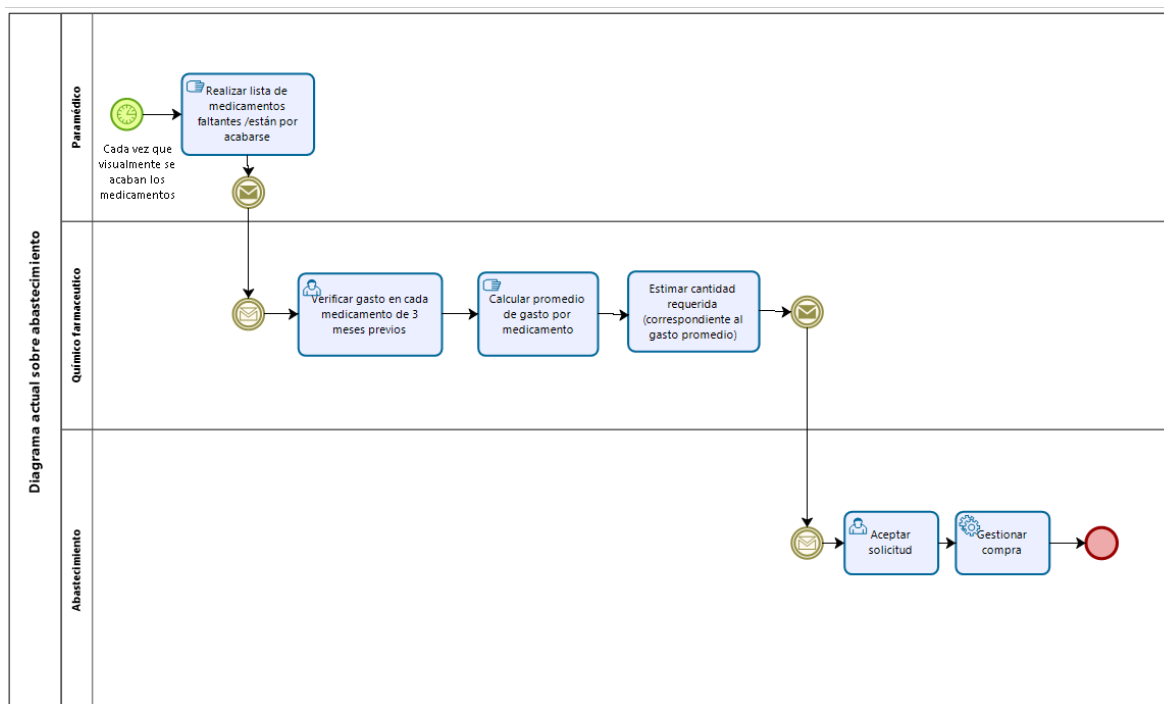 Diagrama actual sobre abastecimiento
Paramédico
Cada vez que
visualmente se
acaban los
medicamentos
Realizar lista de
medicamentos
faltantes /están por
acabarse
Químico farmaceutico
Verificar gasto en cada
medicamento de 3
meses previos
Calcular promedio
de gasto por
medicamento
Estimar cantidad
requerida
(correspondiente al
gasto promedio)
Abastecimiento
Aceptar
solicitud
Gestionar
compra